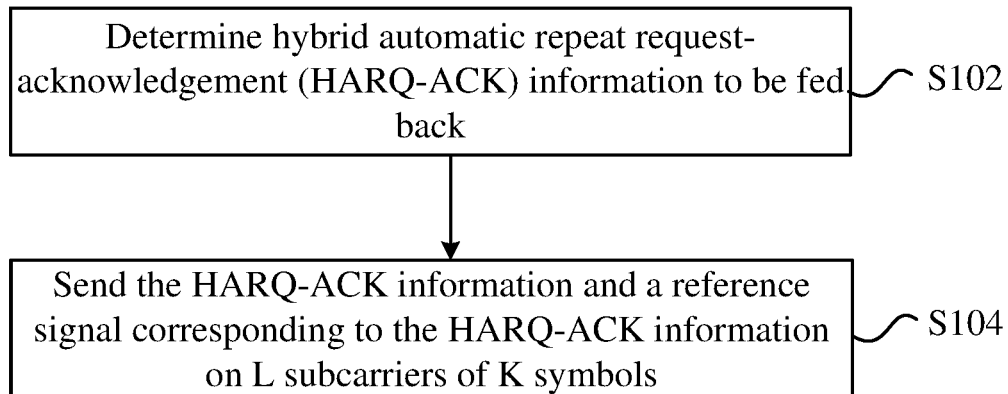 Determine hybrid automatic repeat request-
acknowledgement (HARQ-ACK) information to be fed
back
S102
Send the HARQ-ACK information and a reference
signal corresponding to the HARQ-ACK information
on L subcarriers of K symbols
S104